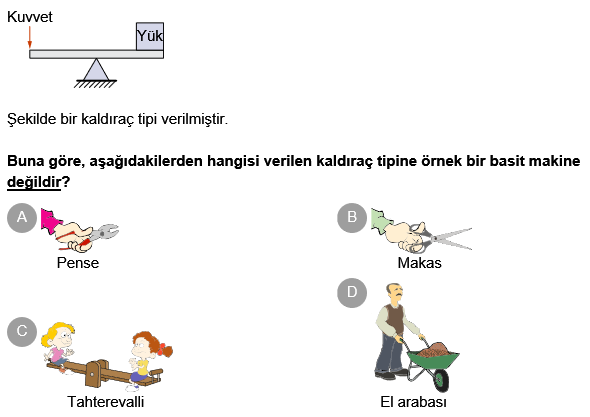 Kuvvet
Yük
Şekilde bir kaldıraç tipi verilmiştir.
Buna göre, aşağıdakilerden hangisi verilen kaldıraç tipine örnek bir basit makine
değildir?
A
Pense
B
Makas
C
Tahterevalli
D
El arabası